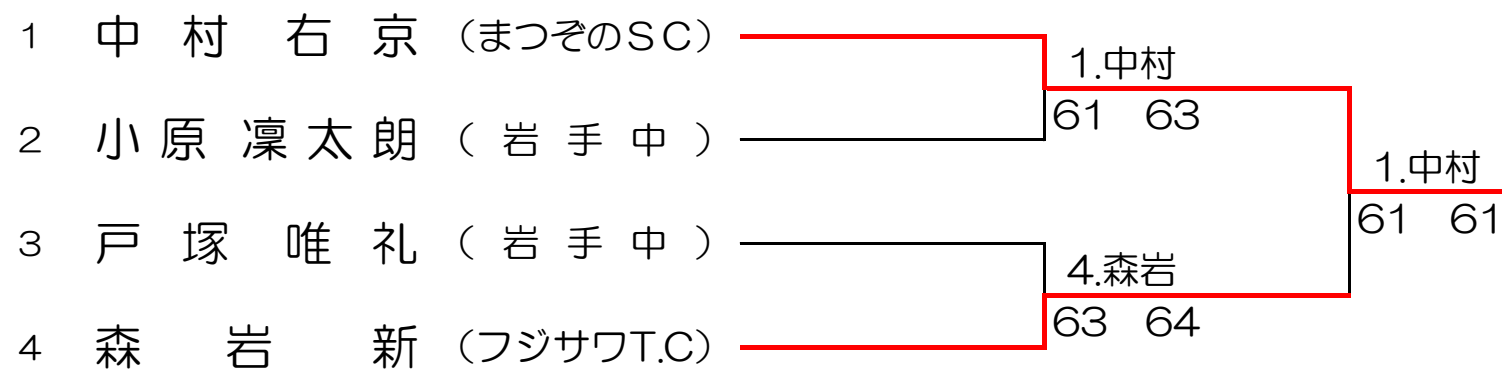 1 中村 右京 (まつぞのSC)
1.中村
61 63
2 小原 凜太朗 (岩手中)
1.中村
61 61
3 戸塚 唯礼 (岩手中)
4.森岩
63 64
4 森岩 新 (フジサワT.C)